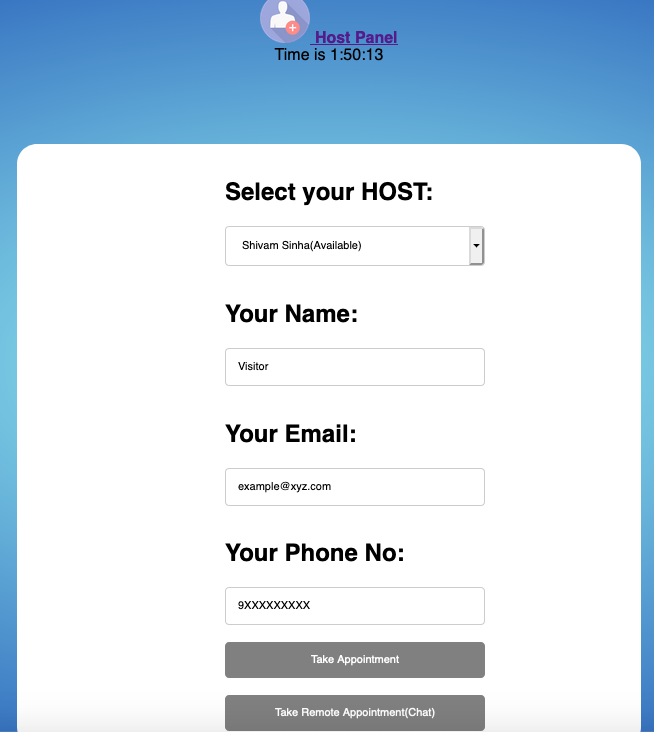 Host Panel
Time is 1:50:13
Select your HOST:
Shivam Sinha(Available)
Your Name:
Visitor
Your Email:
example@xyz.com
Your Phone No:
9XXXXXXXXX
Take Appointment
Take Remote Appointment(Chat)